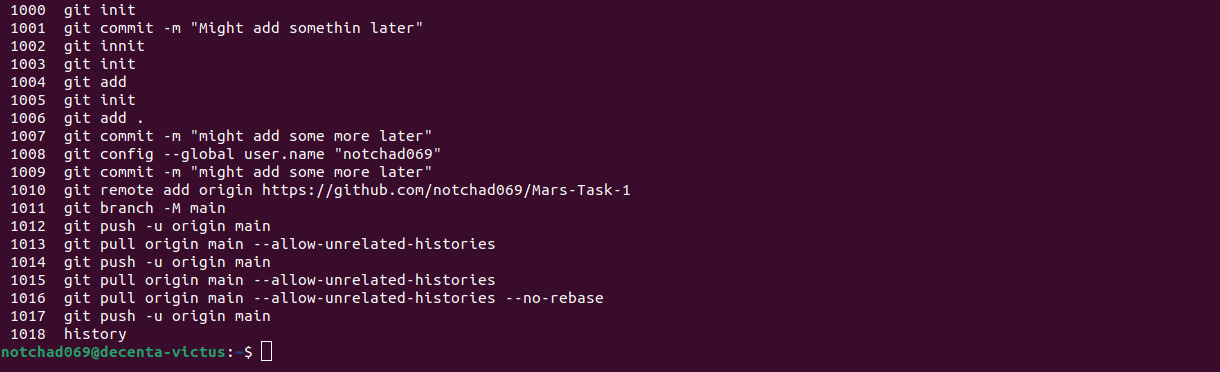 1000  git init
1001  git commit -m "Might add somethin later"
1002  git innit
1003  git init
1004  git add
1005  git init
1006  git add .
1007  git commit -m "might add some more later"
1008  git config --global user.name "notchad069"
1009  git commit -m "might add some more later"
1010  git remote add origin https://github.com/notchad069/Mars-Task-1
1011  git branch -M main
1012  git push -u origin main
1013  git pull origin main --allow-unrelated-histories
1014  git push -u origin main
1015  git pull origin main --allow-unrelated-histories
1016  git pull origin main --allow-unrelated-histories --no-rebase
1017  git push -u origin main
1018  history
notchad069@decenta-victus:~$